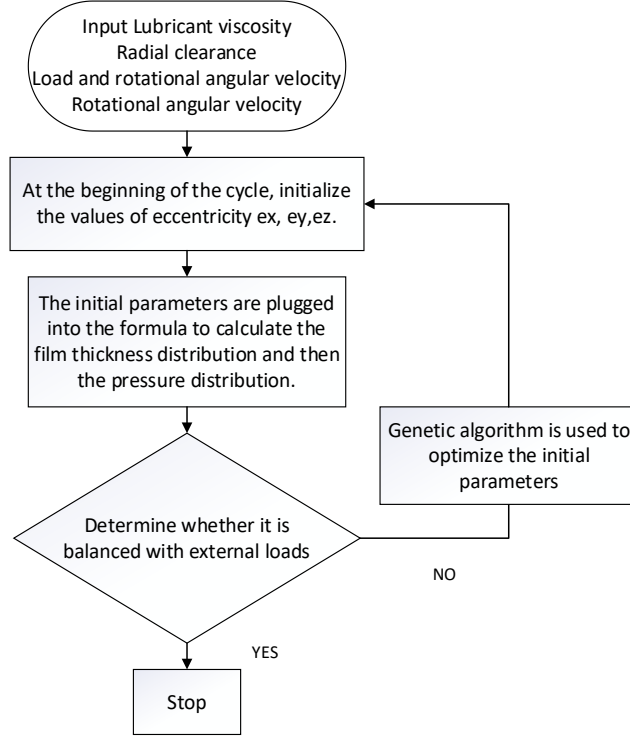 Input Lubricant viscosity
Radial clearance
Load and rotational angular velocity
Rotational angular velocity
At the beginning of the cycle, initialize
the values of eccentricity ex, ey,ez.
The initial parameters are plugged
into the formula to calculate the
film thickness distribution and then
the pressure distribution.
Genetic algorithm is used to
optimize the initial
parameters
Determine whether it is
balanced with external loads
NO
YES
Stop